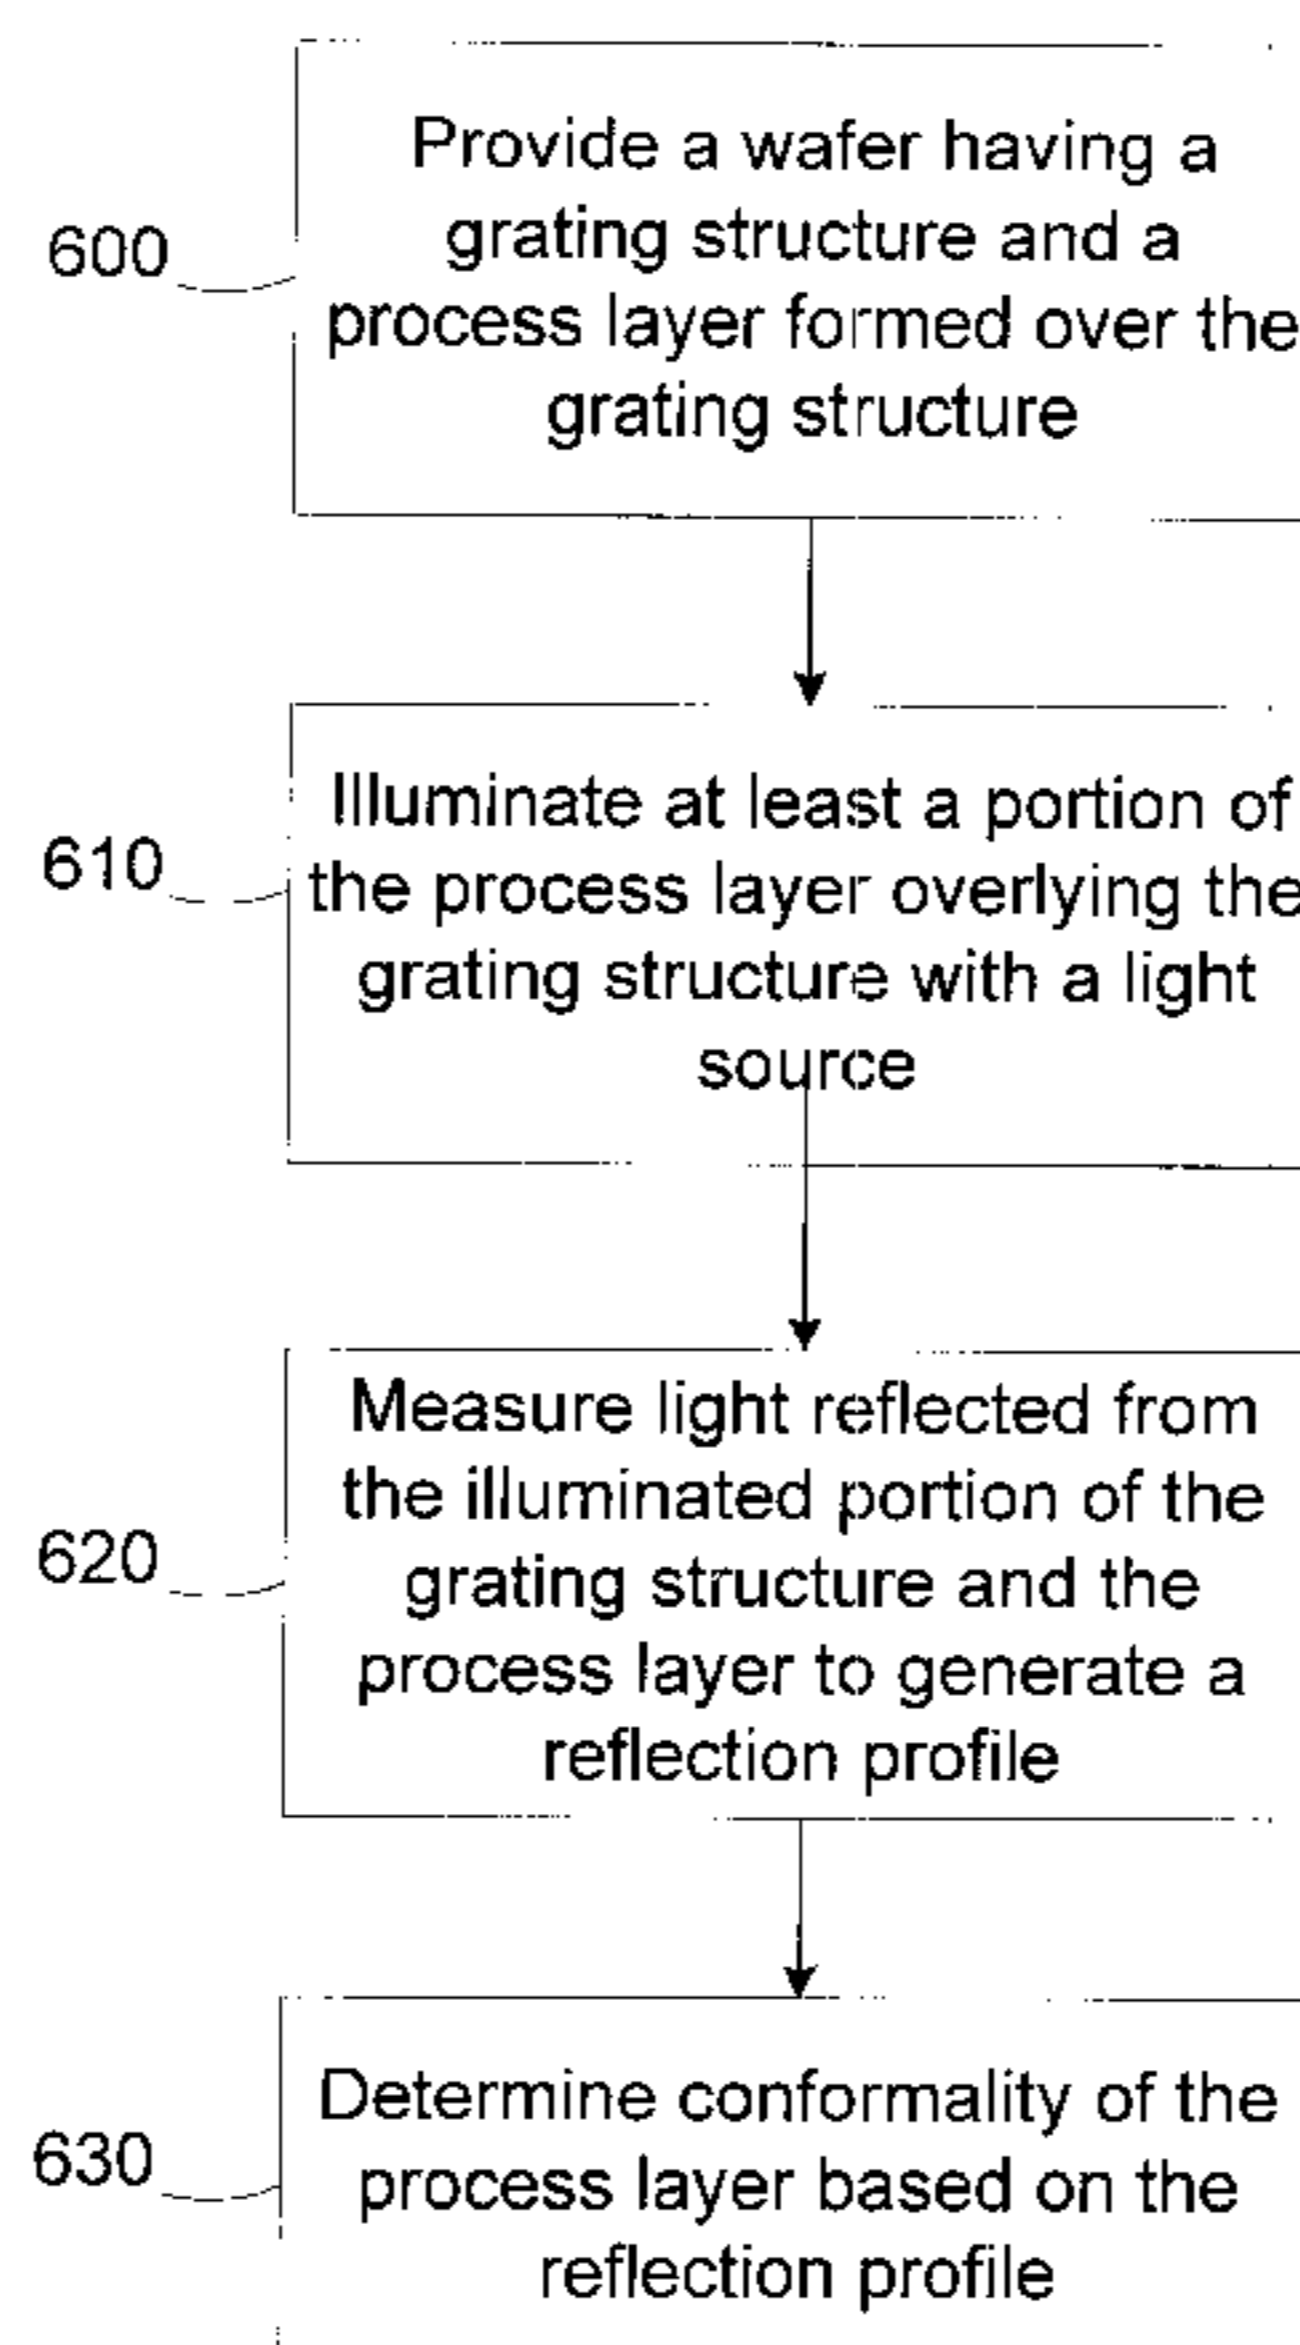 Provide a wafer having a
grating structure and a
600
process layer formed over the
grating structure
Illuminate at least a portion of
610
the process layer overlying the
grating structure with a light
source
Measure light reflected from
the illuminated portion of the
620
grating structure and the
process layer to generate a
reflection profile
Determine conformality of the
630
process layer based on the
reflection profile